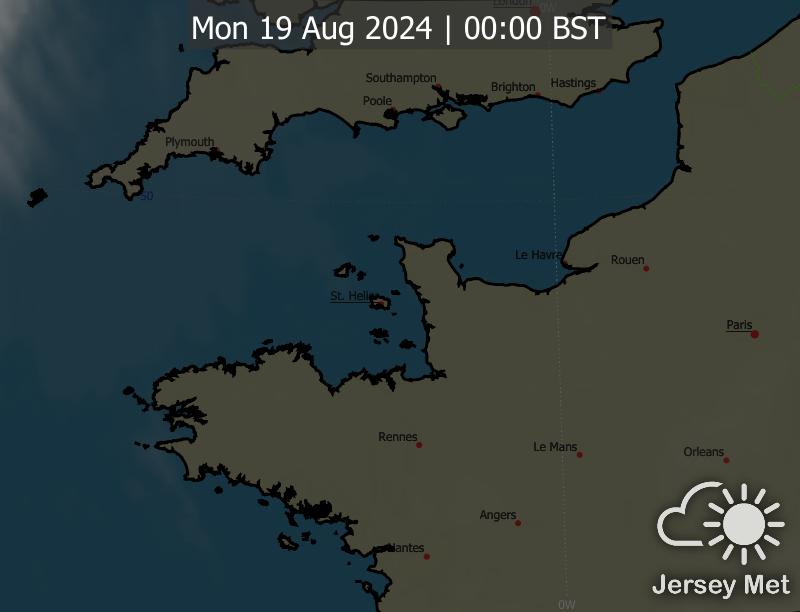 London
0W
Mon 19 Aug 2024 | 00:00 BST
Southampton
Brighton
Hastings
Poole
Plymouth
50
Le Havre
Rouen
St. Helier
Paris
Rennes
Le Mans
Orleans
Angers
Nantes
Jersey Met
0W